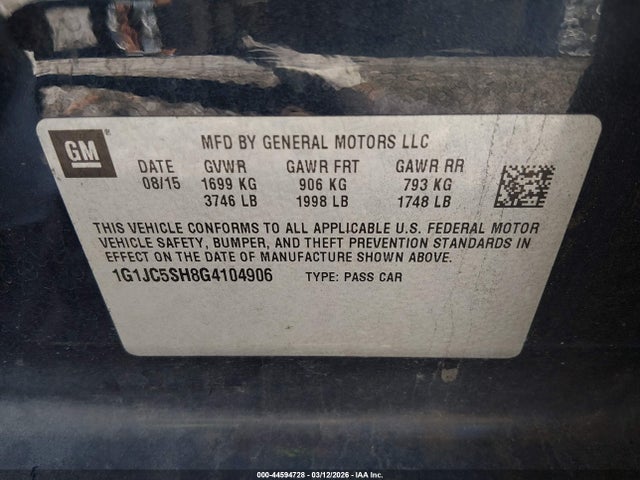 GM ®
MFD BY GENERAL MOTORS LLC
DATE GVWR GAWR FRT GAWR RR
08/15 1699 KG 906 KG 793 KG
3746 LB 1998 LB 1748 LB
THIS VEHICLE CONFORMS TO ALL APPLICABLE U.S. FEDERAL MOTOR
VEHICLE SAFETY, BUMPER, AND THEFT PREVENTION STANDARDS IN
EFFECT ON THE DATE OF MANUFACTURE SHOWN ABOVE.
1G1JC5SH8G4104906 TYPE: PASS CAR
000-44594728 - 03/12/2026 - IAA Inc.